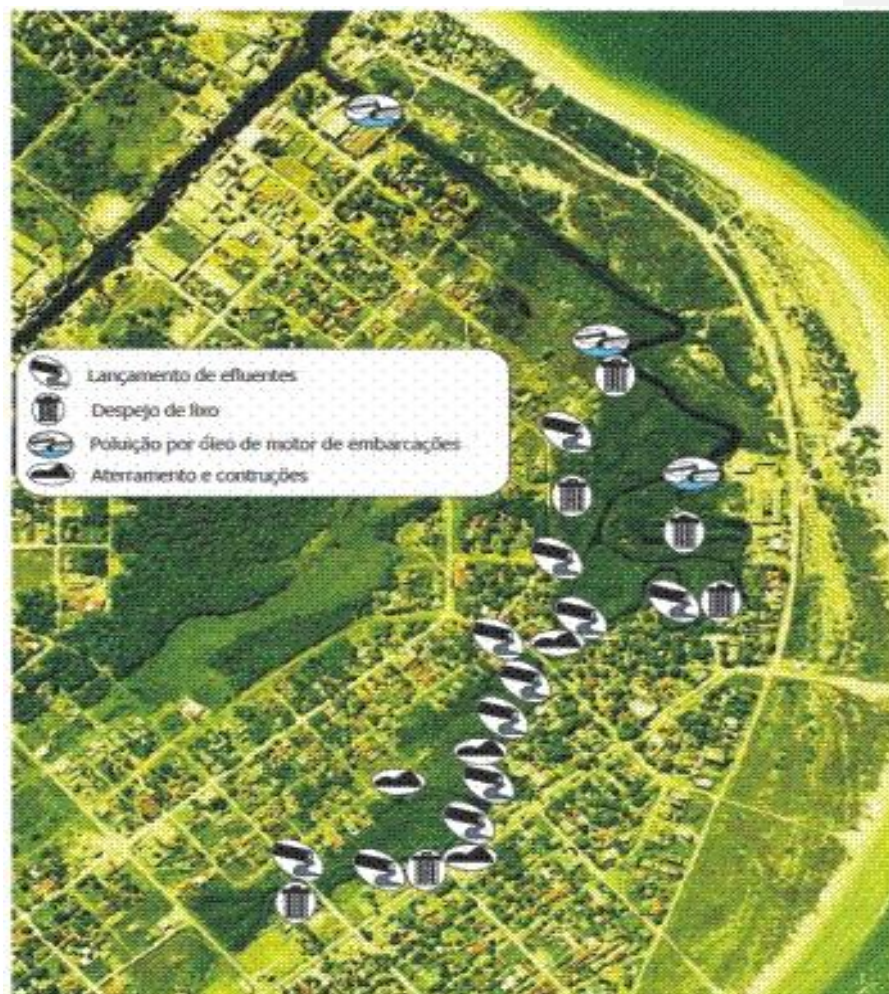 Lançamento de efluentes
Despejo de lixo
Poluição por óleo de motor de embarcações
Aterramento e contruções